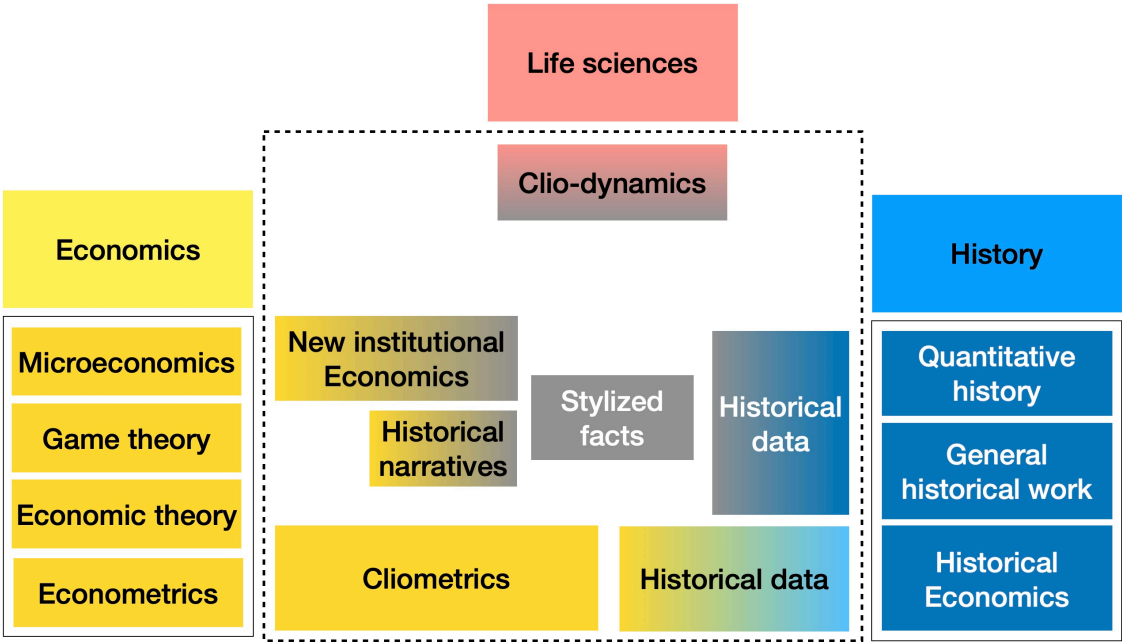 Life sciences
Clio-dynamics
Economics
History
Microeconomics
Game theory
Economic theory
Econometrics
New institutional
Economics
Historical
narratives
Stylized
facts
Historical
data
Cliometrics
Historical data
Quantitative
history
General
historical work
Historical
Economics